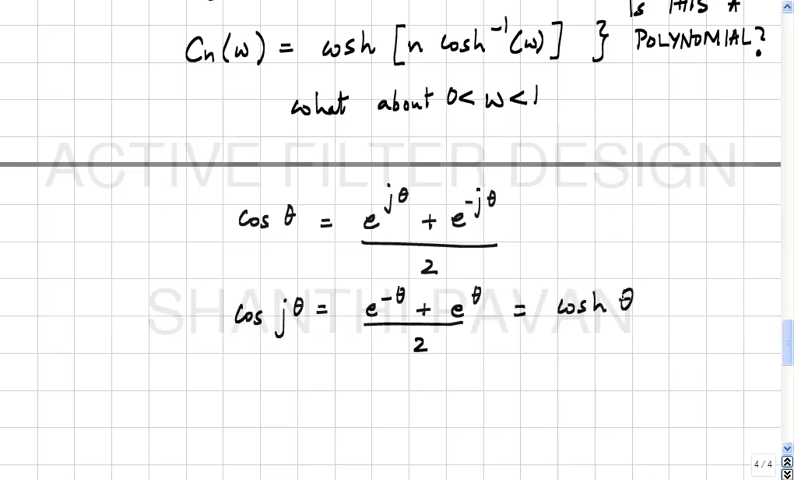 is THIS A
Cn(ω) = cosh [n cosh⁻¹(ω)] } POLYNOMIAL?
what about 0 < ω < 1
ACTIVE FILTER DESIGN
cos θ = (e^{jθ} + e^{-jθ}) / 2
cos jθ = (e^{-θ} + e^{θ}) / 2 = cosh θ
SHANTHI PAVAN
4 / 4